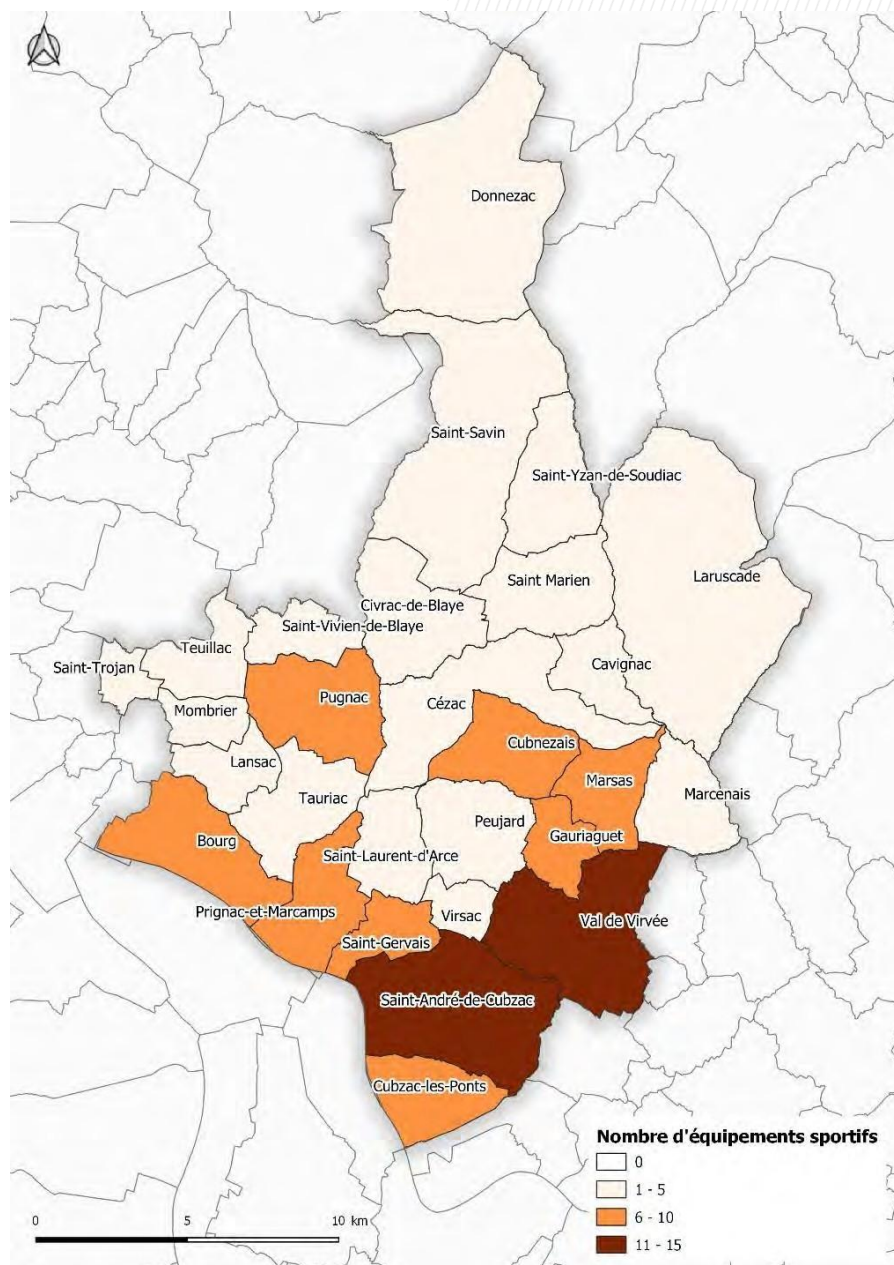 Donnezac
Saint-Savin
Saint-Yzan-de-Soudiac
Saint Marien
Laruscade
Civrac-de-Blaye
Saint-Vivien-de-Blaye
Teuillac
Saint-Trojan
Cavignac
Pugnac
Cézac
Mombrier
Cubnezais
Lansac
Marsas
Tauriac
Marcenais
Peujard
Bourg
Gauriaguet
Saint-Laurent-d'Arce
Prignac-et-Marcamps
Virsac
Val de Virvée
Saint-Gervais
Saint-André-de-Cubzac
Cubzac-les-Ponts
Nombre d'équipements sportifs
0
1 - 5
6 - 10
11 - 15
0 5 10 km